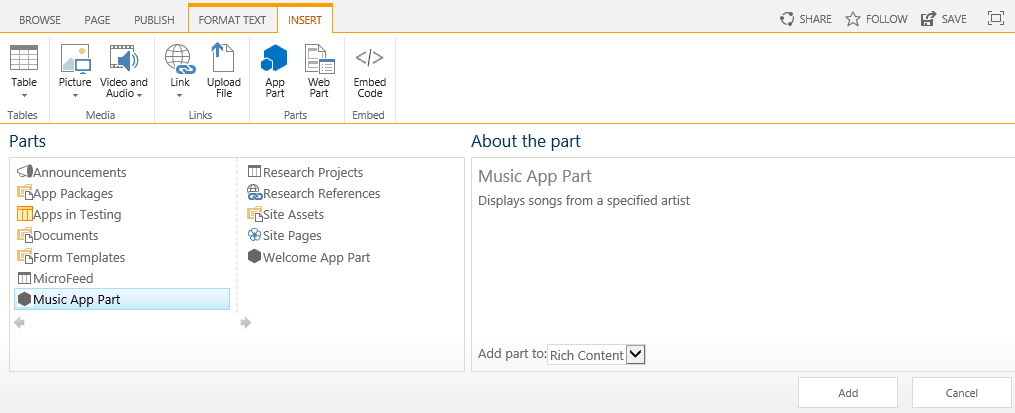 BROWSE PAGE PUBLISH FORMAT TEXT INSERT SHARE FOLLOW SAVE
Table Picture Video and Audio Link Upload File App Part Web Part Embed Code
Tables Media Links Parts Embed
Parts
Announcements
App Packages
Apps in Testing
Documents
Form Templates
MicroFeed
Music App Part
Research Projects
Research References
Site Assets
Site Pages
Welcome App Part
About the part
Music App Part
Displays songs from a specified artist
Add part to: Rich Content
Add Cancel